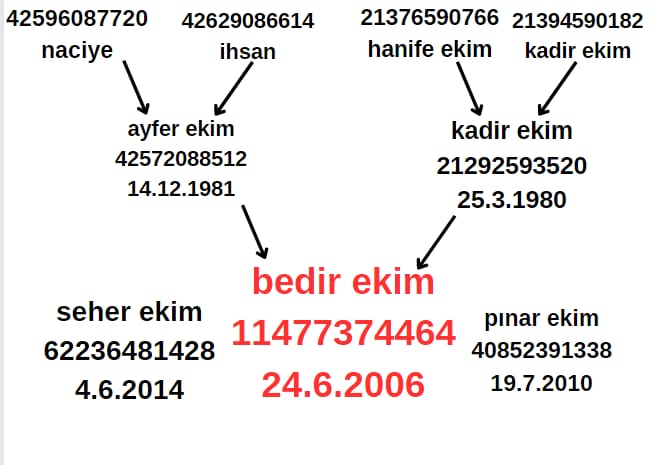 42596087720 42629086614 21376590766 21394590182
naciye ihsan hanife ekim kadir ekim
ayfer ekim kadir ekim
42572088512 21292593520
14.12.1981 25.3.1980
bedir ekim
seher ekim 11477374464 pınar ekim
62236481428 40852391338
4.6.2014 24.6.2006 19.7.2010